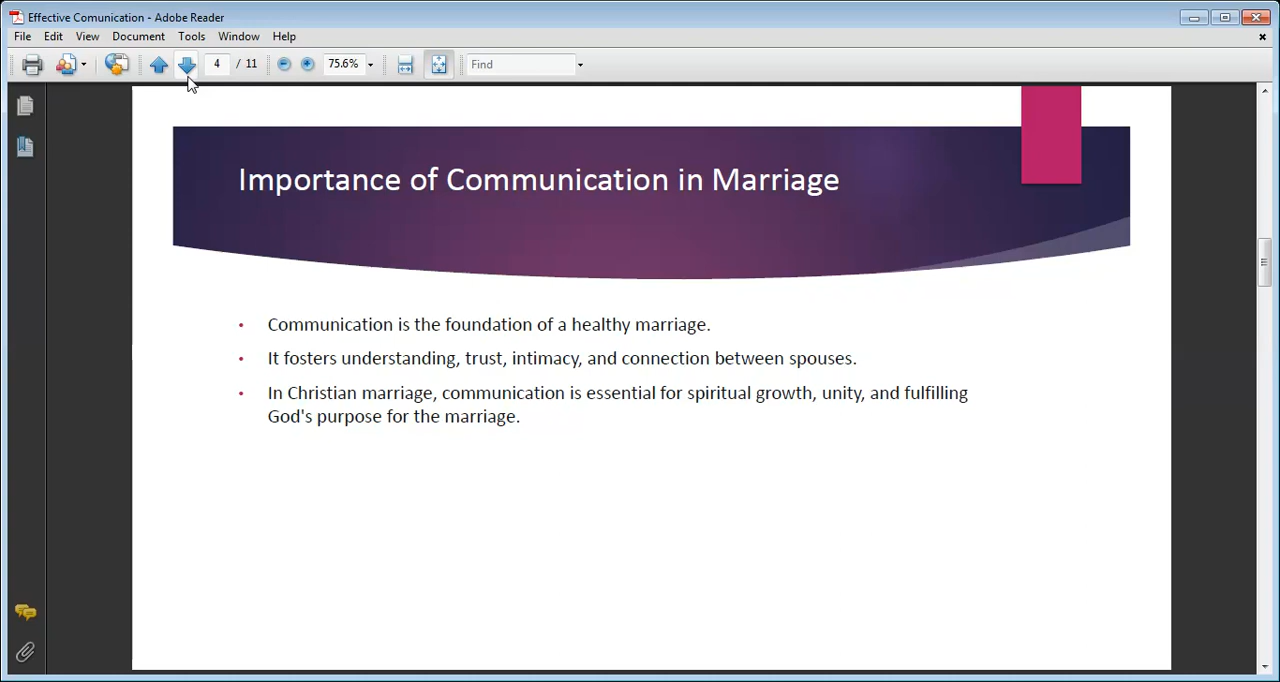 Effective Comunication - Adobe Reader
File Edit View Document Tools Window Help
4 / 11 75.6% Find
Importance of Communication in Marriage
• Communication is the foundation of a healthy marriage.
• It fosters understanding, trust, intimacy, and connection between spouses.
• In Christian marriage, communication is essential for spiritual growth, unity, and fulfilling
God's purpose for the marriage.